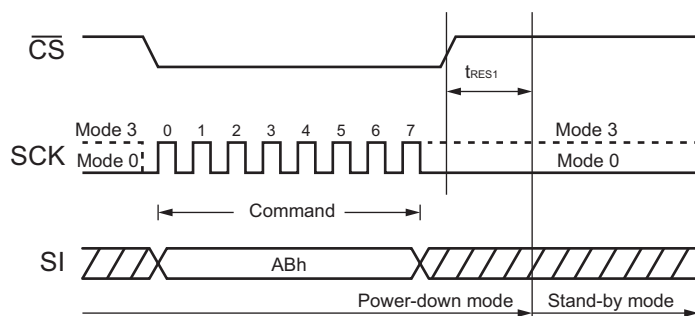 CS
tRES1
Mode 3
0 1 2 3 4 5 6 7
Mode 3
SCK
Mode 0
Mode 0
Command
SI
ABh
Power-down mode
Stand-by mode